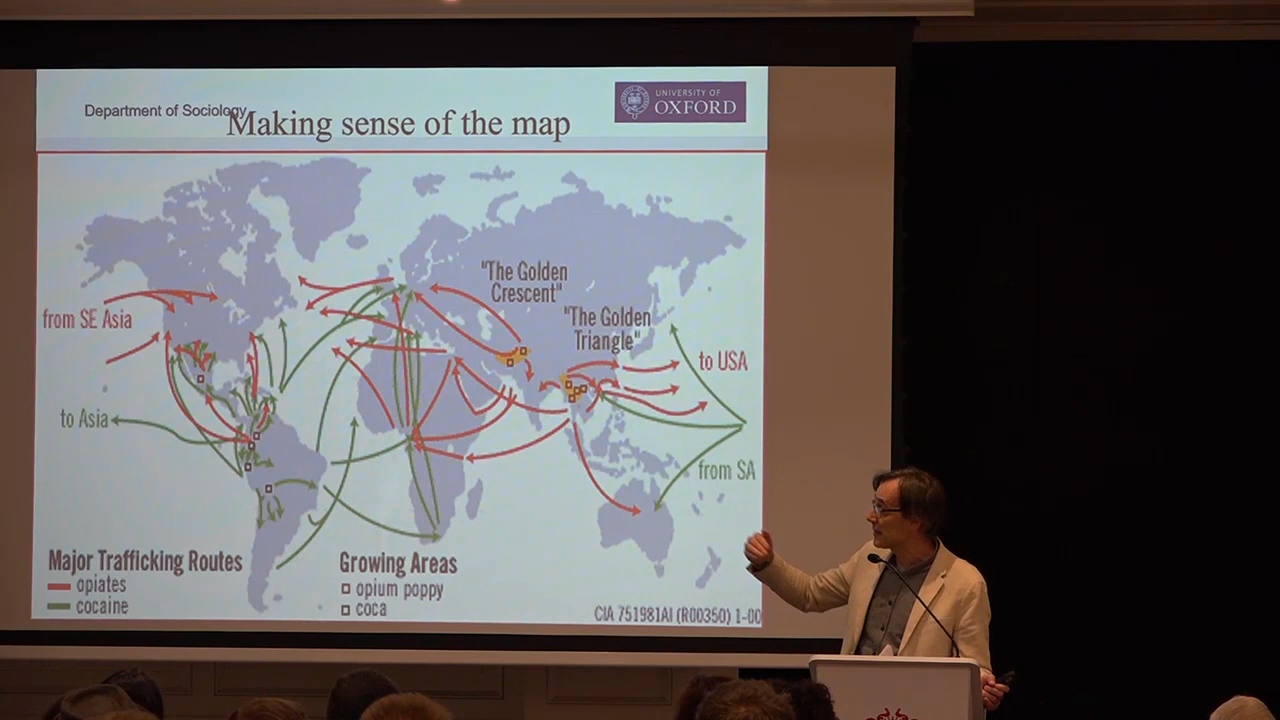 Department of Sociology
Making sense of the map
UNIVERSITY OF
OXFORD
"The Golden
Crescent"
"The Golden
Triangle"
from SE Asia
to USA
to Asia
from SA
Major Trafficking Routes
opiates
cocaine
Growing Areas
opium poppy
coca
CIA 751981AI (R00350) 1-00